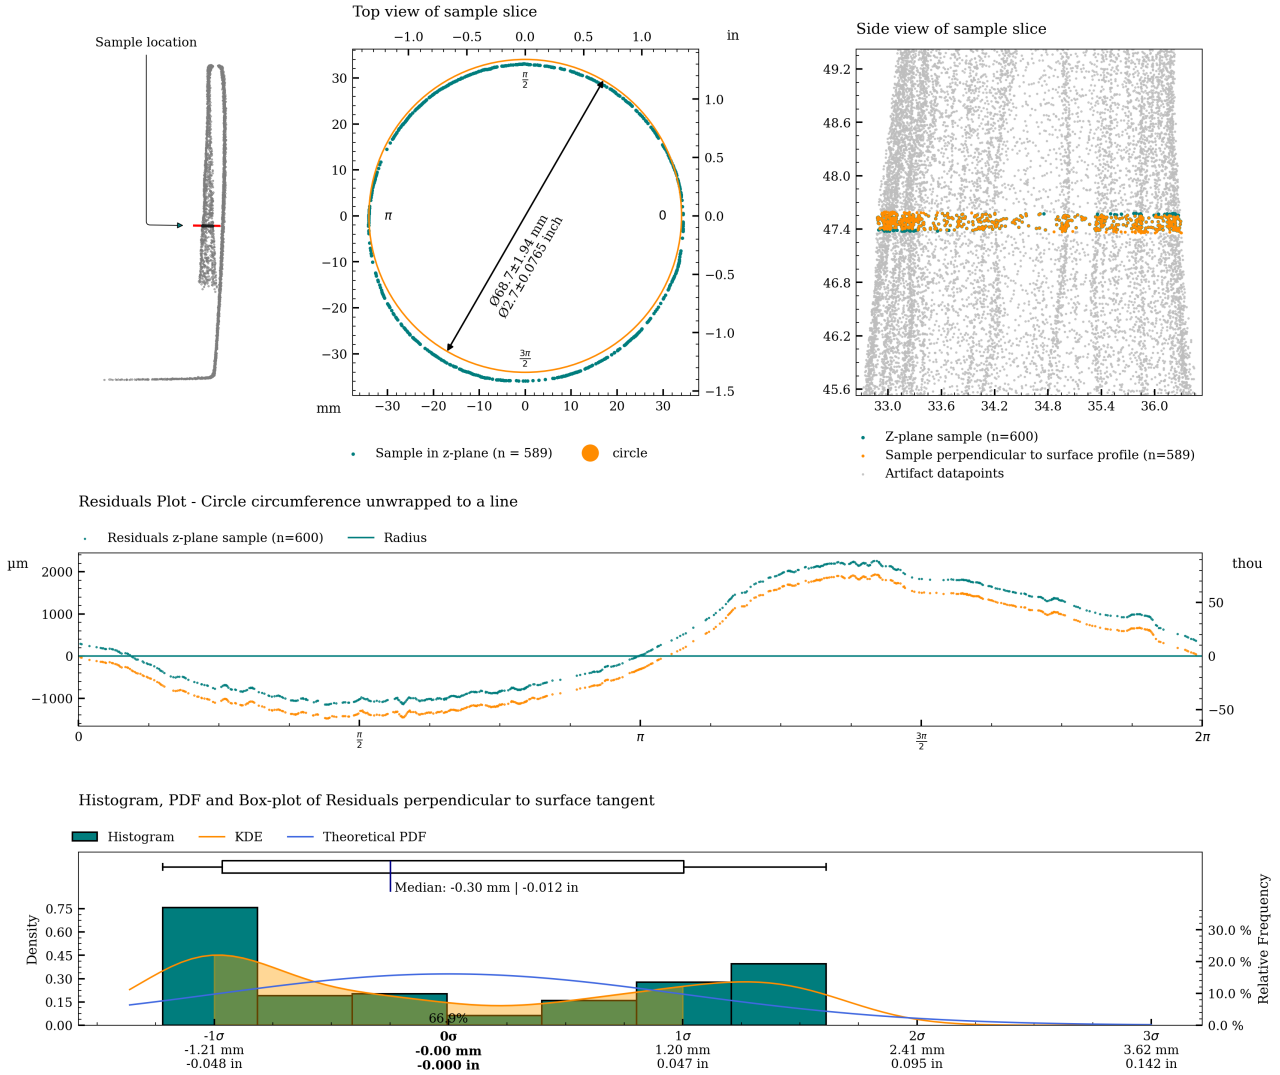 Sample location
Top view of sample slice
−1.0 −0.5 0.0 0.5 1.0 in
30
20
10
0
−10
−20
−30
1.0
0.5
0.0
−0.5
−1.0
−1.5
π/2
π
0
3π/2
Ø68.7±1.94 mm
Ø2.7±0.0765 inch
mm −30 −20 −10 0 10 20 30
Sample in z-plane (n = 589) circle
Side view of sample slice
49.2
48.6
48.0
47.4
46.8
46.2
45.6
33.0 33.6 34.2 34.8 35.4 36.0
Z-plane sample (n=600)
Sample perpendicular to surface profile (n=589)
Artifact datapoints
Residuals Plot - Circle circumference unwrapped to a line
Residuals z-plane sample (n=600) Radius
µm
2000
1000
0
−1000
thou
50
0
−50
0 π/2 π 3π/2 2π
Histogram, PDF and Box-plot of Residuals perpendicular to surface tangent
Histogram KDE Theoretical PDF
Median: -0.30 mm | -0.012 in
Density
0.75
0.60
0.45
0.30
0.15
0.00
66.9%
Relative Frequency
30.0 %
20.0 %
10.0 %
0.0 %
-1σ 0σ 1σ 2σ 3σ
-1.21 mm -0.00 mm 1.20 mm 2.41 mm 3.62 mm
-0.048 in -0.000 in 0.047 in 0.095 in 0.142 in